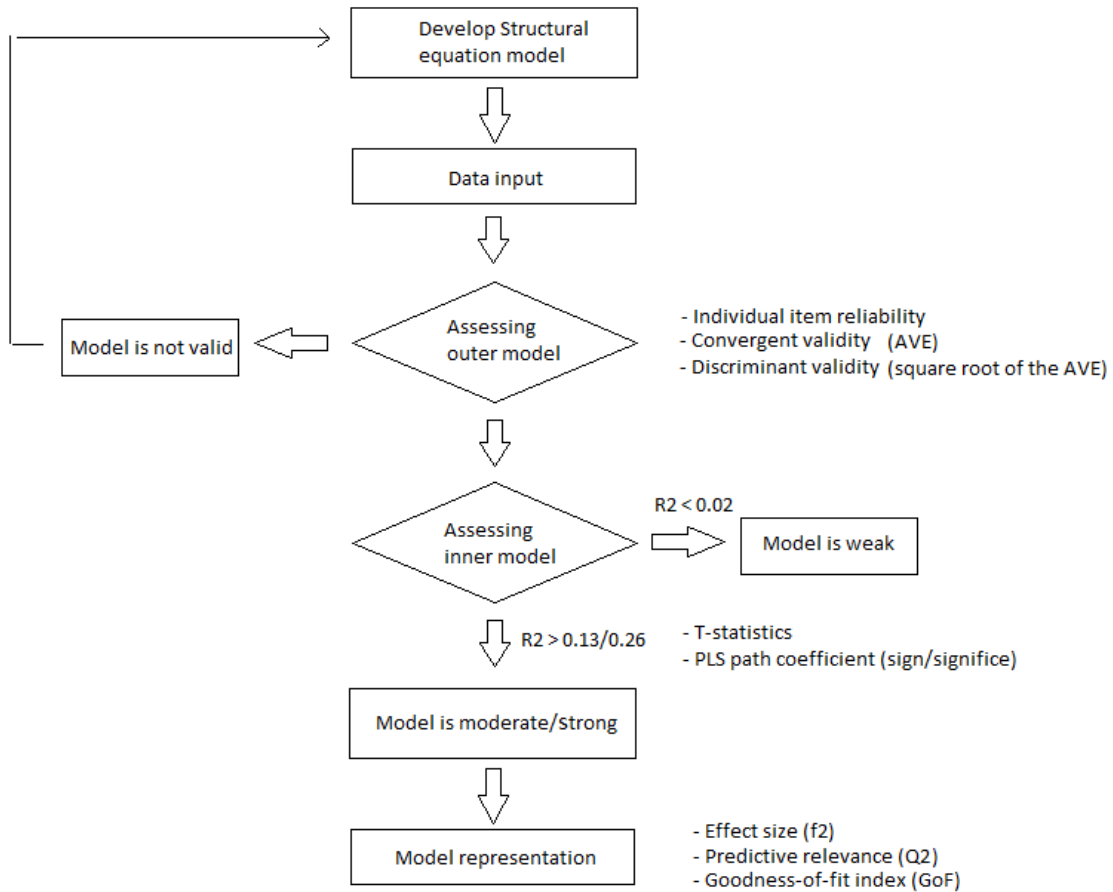 Develop Structural
equation model
Data input
Assessing
outer model
Model is not valid
- Individual item reliability
- Convergent validity (AVE)
- Discriminant validity (square root of the AVE)
Assessing
inner model
R2 < 0.02
Model is weak
R2 > 0.13/0.26
- T-statistics
- PLS path coefficient (sign/significe)
Model is moderate/strong
Model representation
- Effect size (f2)
- Predictive relevance (Q2)
- Goodness-of-fit index (GoF)